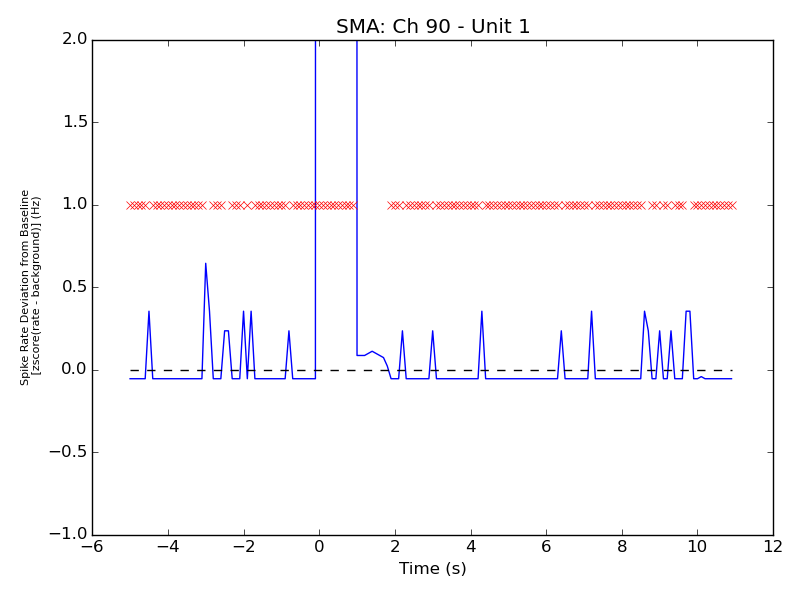 SMA: Ch 90 - Unit 1
2.0
1.5
1.0
0.5
0.0
−0.5
−1.0
Spike Rate Deviation from Baseline
[zscore(rate - background)] (Hz)
−6 −4 −2 0 2 4 6 8 10 12
Time (s)